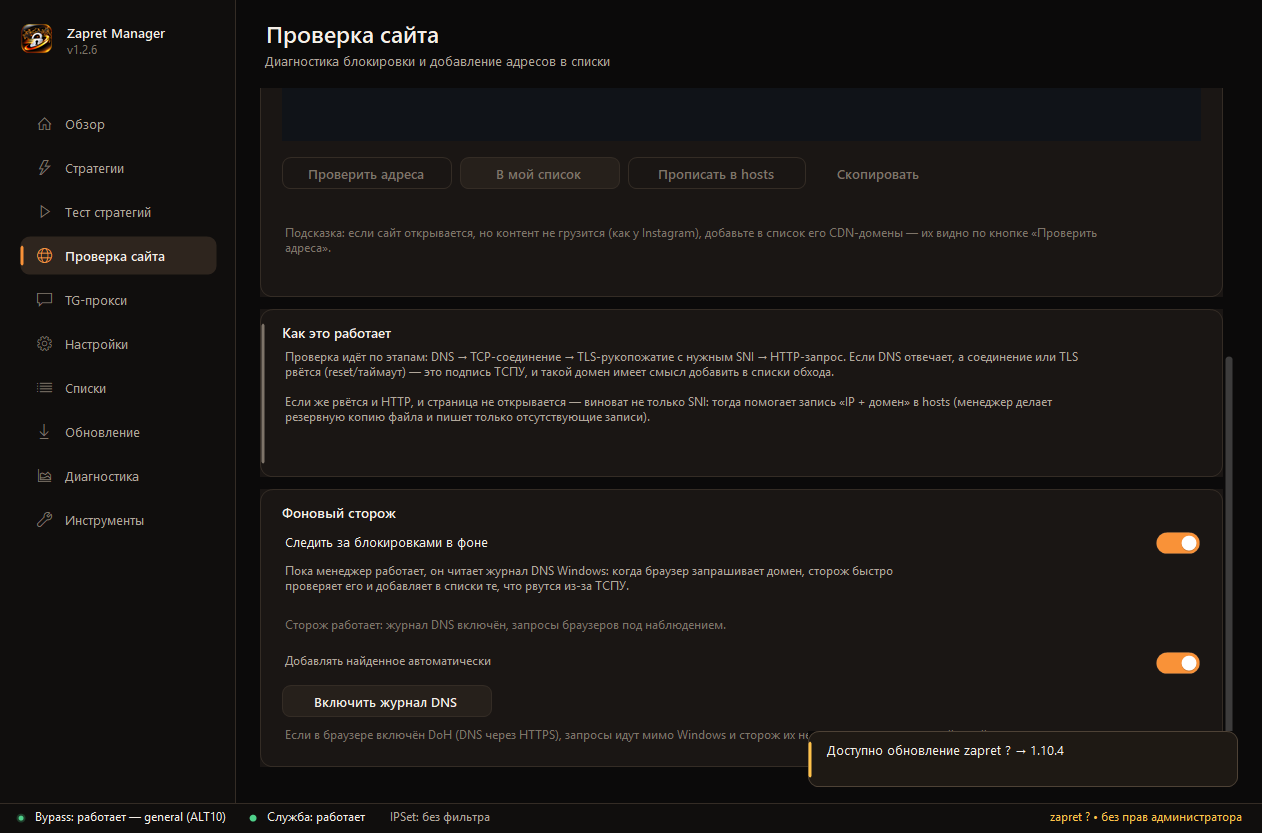 Zapret Manager
v1.2.6
Обзор
Стратегии
Тест стратегий
Проверка сайта
TG-прокси
Настройки
Списки
Обновление
Диагностика
Инструменты
Проверка сайта
Диагностика блокировки и добавление адресов в списки
Проверить адреса
В мой список
Прописать в hosts
Скопировать
Подсказка: если сайт открывается, но контент не грузится (как у Instagram), добавьте в список его CDN-домены — их видно по кнопке «Проверить
адреса».
Как это работает
Проверка идёт по этапам: DNS → TCP-соединение → TLS-рукопожатие с нужным SNI → HTTP-запрос. Если DNS отвечает, а соединение или TLS
рвётся (reset/таймаут) — это подпись ТСПУ, и такой домен имеет смысл добавить в списки обхода.
Если же рвётся и HTTP, и страница не открывается — виноват не только SNI: тогда помогает запись «IP + домен» в hosts (менеджер делает
резервную копию файла и пишет только отсутствующие записи).
Фоновый сторож
Следить за блокировками в фоне
Пока менеджер работает, он читает журнал DNS Windows: когда браузер запрашивает домен, сторож быстро
проверяет его и добавляет в списки те, что рвутся из-за ТСПУ.
Сторож работает: журнал DNS включён, запросы браузеров под наблюдением.
Добавлять найденное автоматически
Включить журнал DNS
Если в браузере включён DoH (DNS через HTTPS), запросы идут мимо Windows и сторож их
Доступно обновление zapret ? → 1.10.4
Bypass: работает — general (ALT10)
Служба: работает
IPSet: без фильтра
zapret ? • без прав администратора